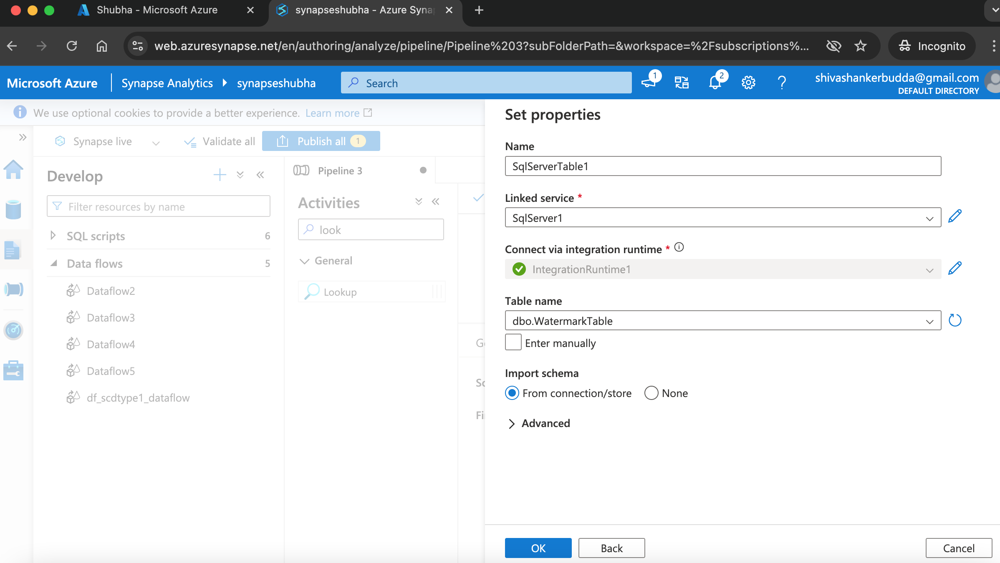 Shubha - Microsoft Azure
synapseshubha - Azure Syna
web.azuresynapse.net/en/authoring/analyze/pipeline/Pipeline%203?subFolderPath=&workspace=%2Fsubscriptions%...
Incognito
Microsoft Azure
Synapse Analytics
synapseshubha
Search
1
2
shivashankerbudda@gmail.com
DEFAULT DIRECTORY
We use optional cookies to provide a better experience. Learn more
Synapse live
Validate all
Publish all 1
Develop
Filter resources by name
SQL scripts 6
Data flows 5
Dataflow2
Dataflow3
Dataflow4
Dataflow5
df_scdtype1_dataflow
Pipeline 3
Activities
look
General
Lookup
Set properties
Name
SqlServerTable1
Linked service *
SqlServer1
Connect via integration runtime *
IntegrationRuntime1
Table name
dbo.WatermarkTable
Enter manually
Import schema
From connection/store
None
Advanced
OK
Back
Cancel